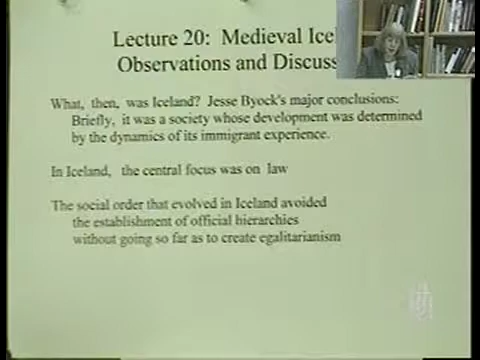 Lecture 20: Medieval Icel
Observations and Discuss
What, then, was Iceland? Jesse Byock's major conclusions:
Briefly, it was a society whose development was determined
by the dynamics of its immigrant experience.
In Iceland, the central focus was on law
The social order that evolved in Iceland avoided
the establishment of official hierarchies
without going so far as to create egalitarianism